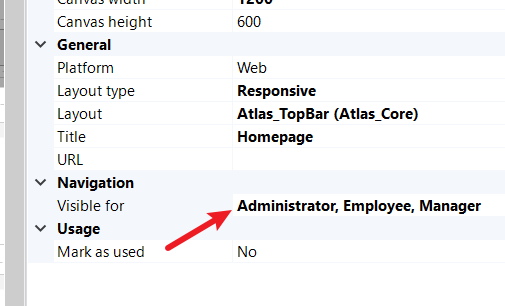 Canvas width 1200
Canvas height 600
General
Platform Web
Layout type Responsive
Layout Atlas_TopBar (Atlas_Core)
Title Homepage
URL
Navigation
Visible for Administrator, Employee, Manager
Usage
Mark as used No